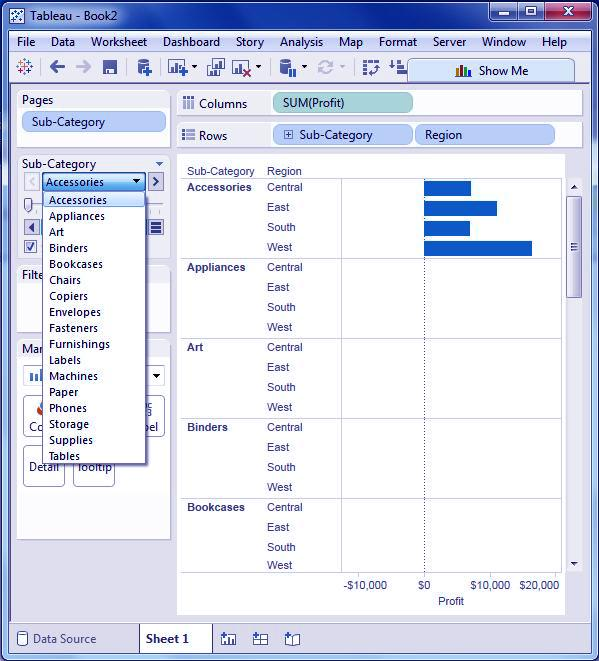 Tableau - Book2
File Data Worksheet Dashboard Story Analysis Map Format Server Window Help
Show Me
Pages
Sub-Category
Columns SUM(Profit)
Rows Sub-Category Region
Sub-Category
Accessories
Accessories
Appliances
Art
Binders
Bookcases
Chairs
Copiers
Envelopes
Fasteners
Furnishings
Labels
Machines
Paper
Phones
Storage
Supplies
Tables
Detail Tooltip
Sub-Category Region
Accessories Central
East
South
West
Appliances Central
East
South
West
Art Central
East
South
West
Binders Central
East
South
West
Bookcases Central
East
South
West
-$10,000 $0 $10,000 $20,000
Profit
Data Source Sheet 1